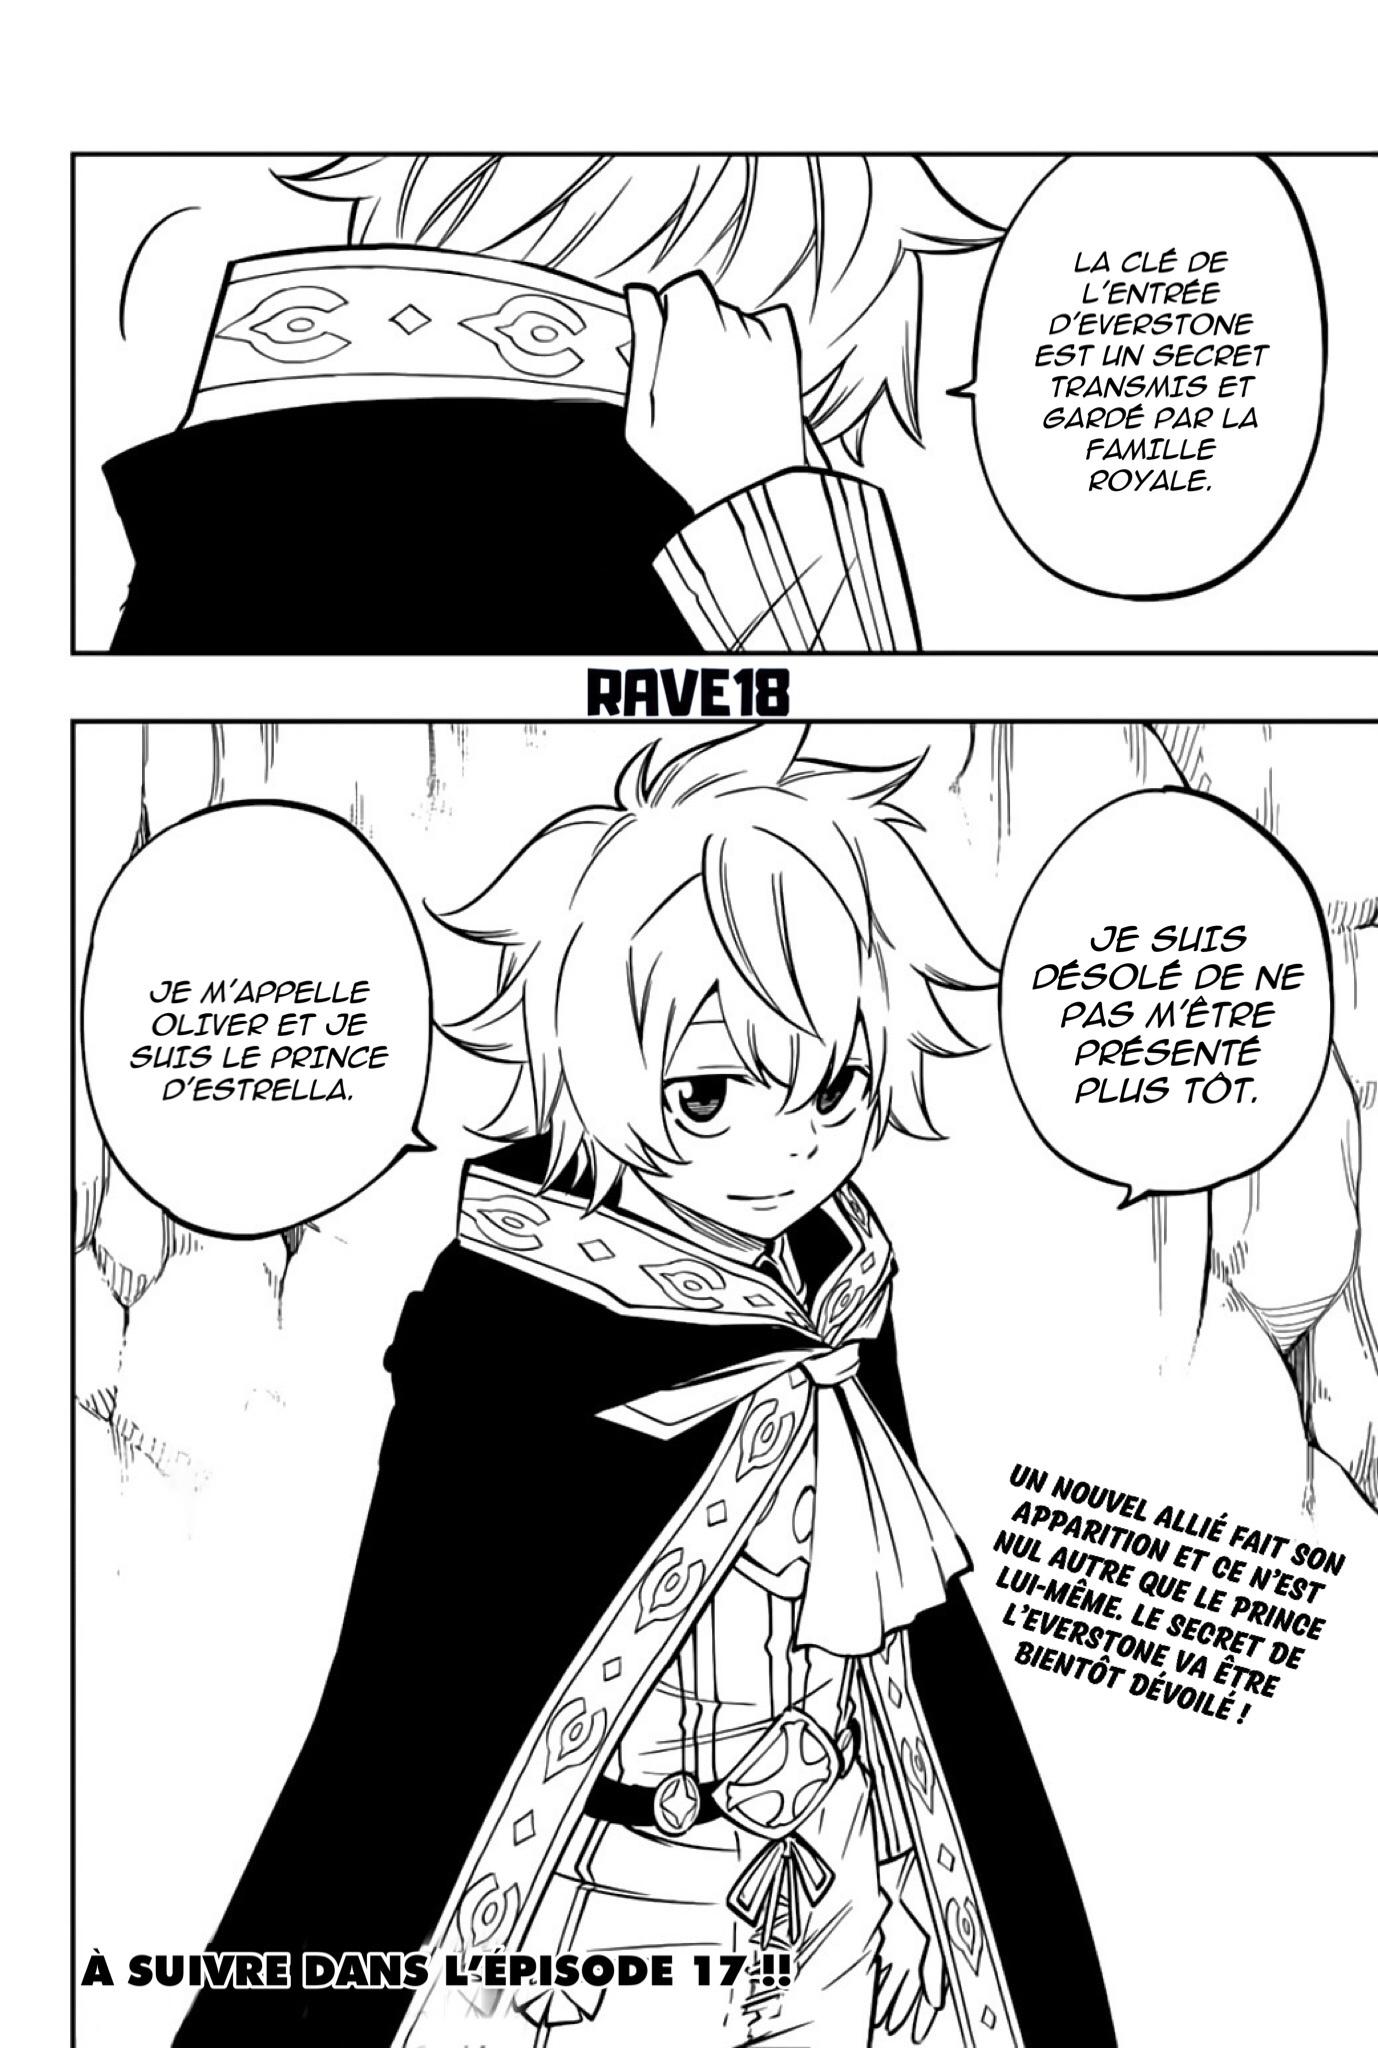 LA CLÉ DE
L'ENTRÉE
D'EVERSTONE
EST UN SECRET
TRANSMIS ET
GARDÉ PAR LA
FAMILLE
ROYALE.
RAVE18
JE SUIS
DÉSOLÉ DE NE
PAS M'ÊTRE
PRÉSENTÉ
PLUS TÔT.
JE M'APPELLE
OLIVER ET JE
SUIS LE PRINCE
D'ESTRELLA.
UN NOUVEL ALLIÉ FAIT SON
APPARITION ET CE N'EST
NUL AUTRE QUE LE PRINCE
LUI-MÊME. LE SECRET DE
L'EVERSTONE VA ÊTRE
BIENTÔT DÉVOILÉ !
À SUIVRE DANS L'ÉPISODE 17 !!